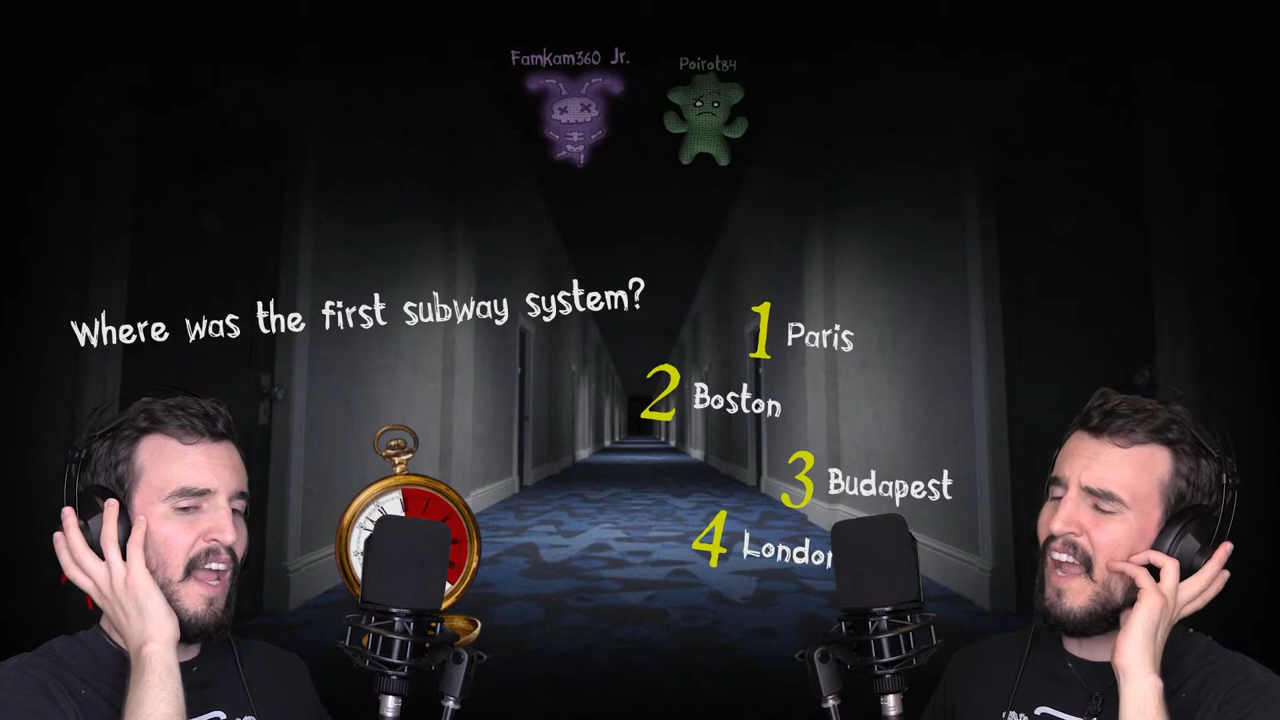 Famkam360 Jr.
Poirot84
Where was the first subway system?
1 Paris
2 Boston
3 Budapest
4 London